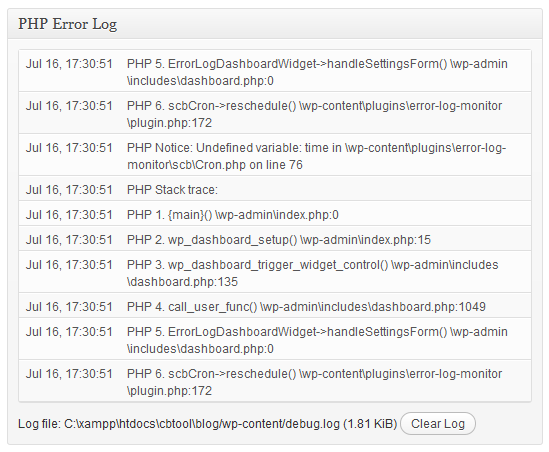 PHP Error Log
Jul 16, 17:30:51 PHP 5. ErrorLogDashboardWidget->handleSettingsForm() \wp-admin
\includes\dashboard.php:0
Jul 16, 17:30:51 PHP 6. scbCron->reschedule() \wp-content\plugins\error-log-monitor
\plugin.php:172
Jul 16, 17:30:51 PHP Notice: Undefined variable: time in \wp-content\plugins\error-log-
monitor\scb\Cron.php on line 76
Jul 16, 17:30:51 PHP Stack trace:
Jul 16, 17:30:51 PHP 1. {main}() \wp-admin\index.php:0
Jul 16, 17:30:51 PHP 2. wp_dashboard_setup() \wp-admin\index.php:15
Jul 16, 17:30:51 PHP 3. wp_dashboard_trigger_widget_control() \wp-admin\includes
\dashboard.php:135
Jul 16, 17:30:51 PHP 4. call_user_func() \wp-admin\includes\dashboard.php:1049
Jul 16, 17:30:51 PHP 5. ErrorLogDashboardWidget->handleSettingsForm() \wp-admin
\includes\dashboard.php:0
Jul 16, 17:30:51 PHP 6. scbCron->reschedule() \wp-content\plugins\error-log-monitor
\plugin.php:172
Log file: C:\xampp\htdocs\cbtool\blog/wp-content/debug.log (1.81 KiB) Clear Log